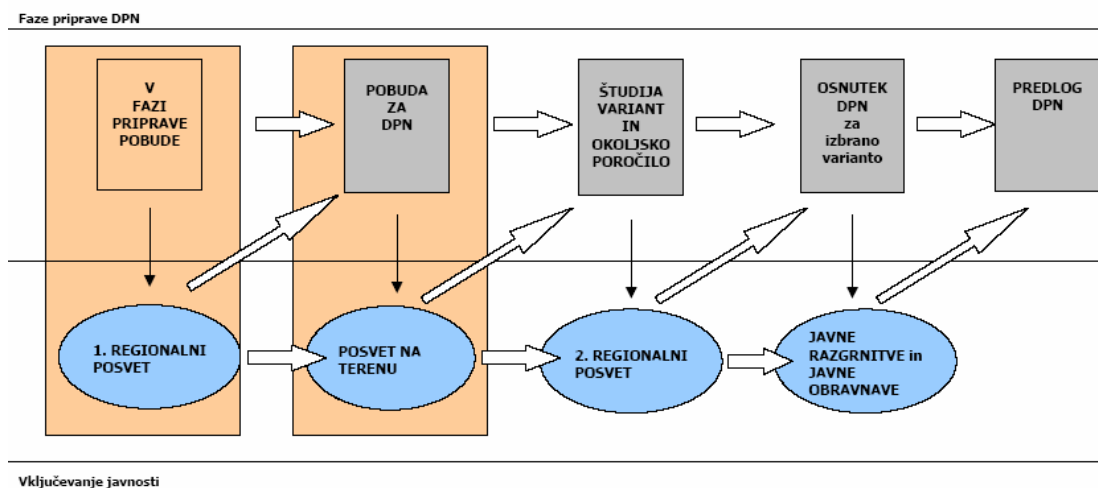 Faze priprave DPN
V
FAZI
PRIPRAVE
POBUDE
POBUDA
ZA
DPN
ŠTUDIJA
VARIANT
IN
OKOLJSKO
POROČILO
OSNUTEK
DPN
za
izbrano
varianto
PREDLOG
DPN
1. REGIONALNI
POSVET
POSVET NA
TERENU
2. REGIONALNI
POSVET
JAVNE
RAZGRNITVE in
JAVNE
OBRAVNAVE
Vključevanje javnosti